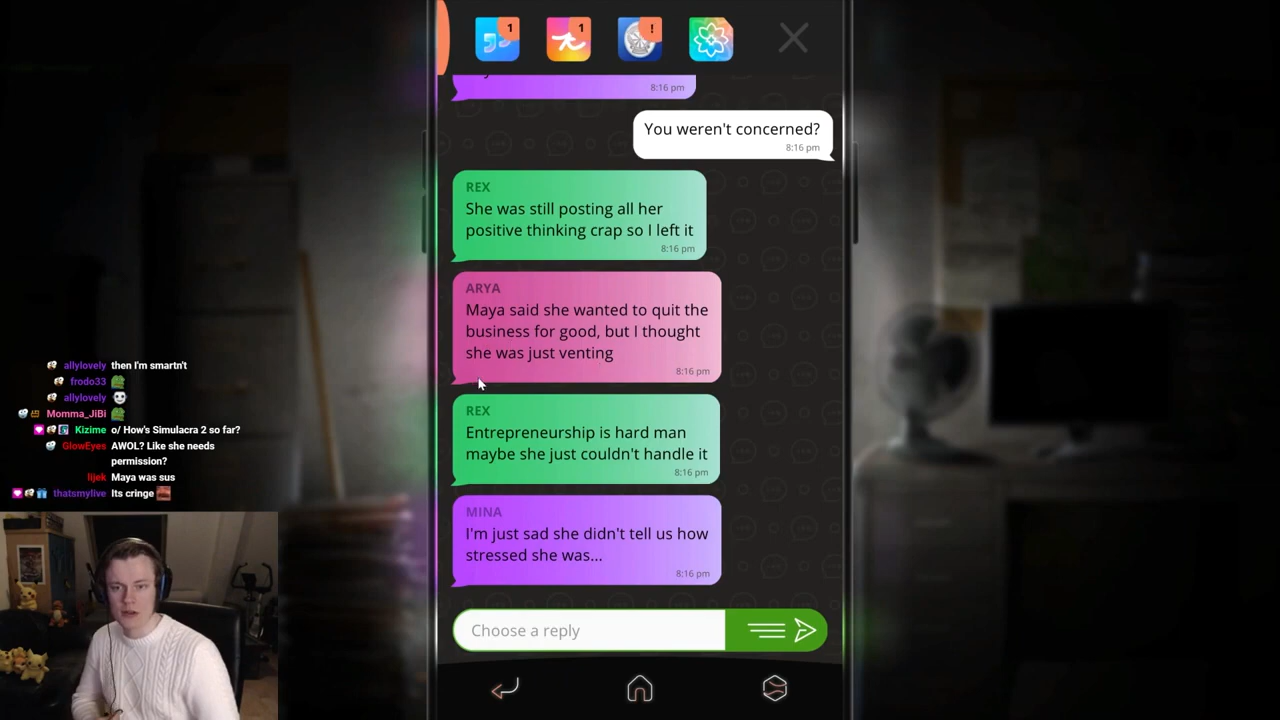 1
1
!
8:16 pm
You weren't concerned?
8:16 pm
REX
She was still posting all her
positive thinking crap so I left it
8:16 pm
ARYA
Maya said she wanted to quit the
business for good, but I thought
she was just venting
8:16 pm
REX
Entrepreneurship is hard man
maybe she just couldn't handle it
8:16 pm
MINA
I'm just sad she didn't tell us how
stressed she was...
8:16 pm
Choose a reply
allylovely then I'm smartn't
frodo33
allylovely
Momma_JiBi
Kizime o/ How's Simulacra 2 so far?
GlowEyes AWOL? Like she needs
permission?
lijek Maya was sus
thatsmylive Its cringe